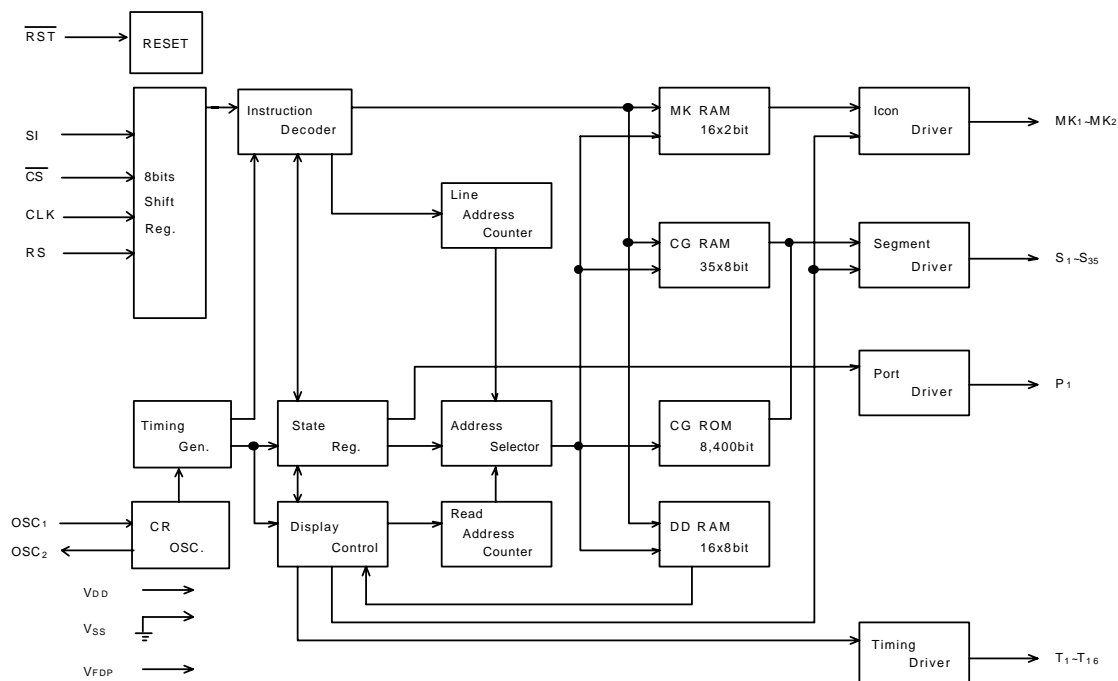 RST
RESET
SI
CS
CLK
RS
8bits
Shift
Reg.
Instruction
Decoder
Line
Address
Counter
MK RAM
16x2bit
Icon
Driver
MK1~MK2
CG RAM
35x8bit
Segment
Driver
S1~S35
Port
Driver
P1
Timing
Gen.
State
Reg.
Address
Selector
CG ROM
8,400bit
OSC1
OSC2
CR
OSC.
Display
Control
Read
Address
Counter
DD RAM
16x8bit
VDD
VSS
VFDP
Timing
Driver
T1~T16